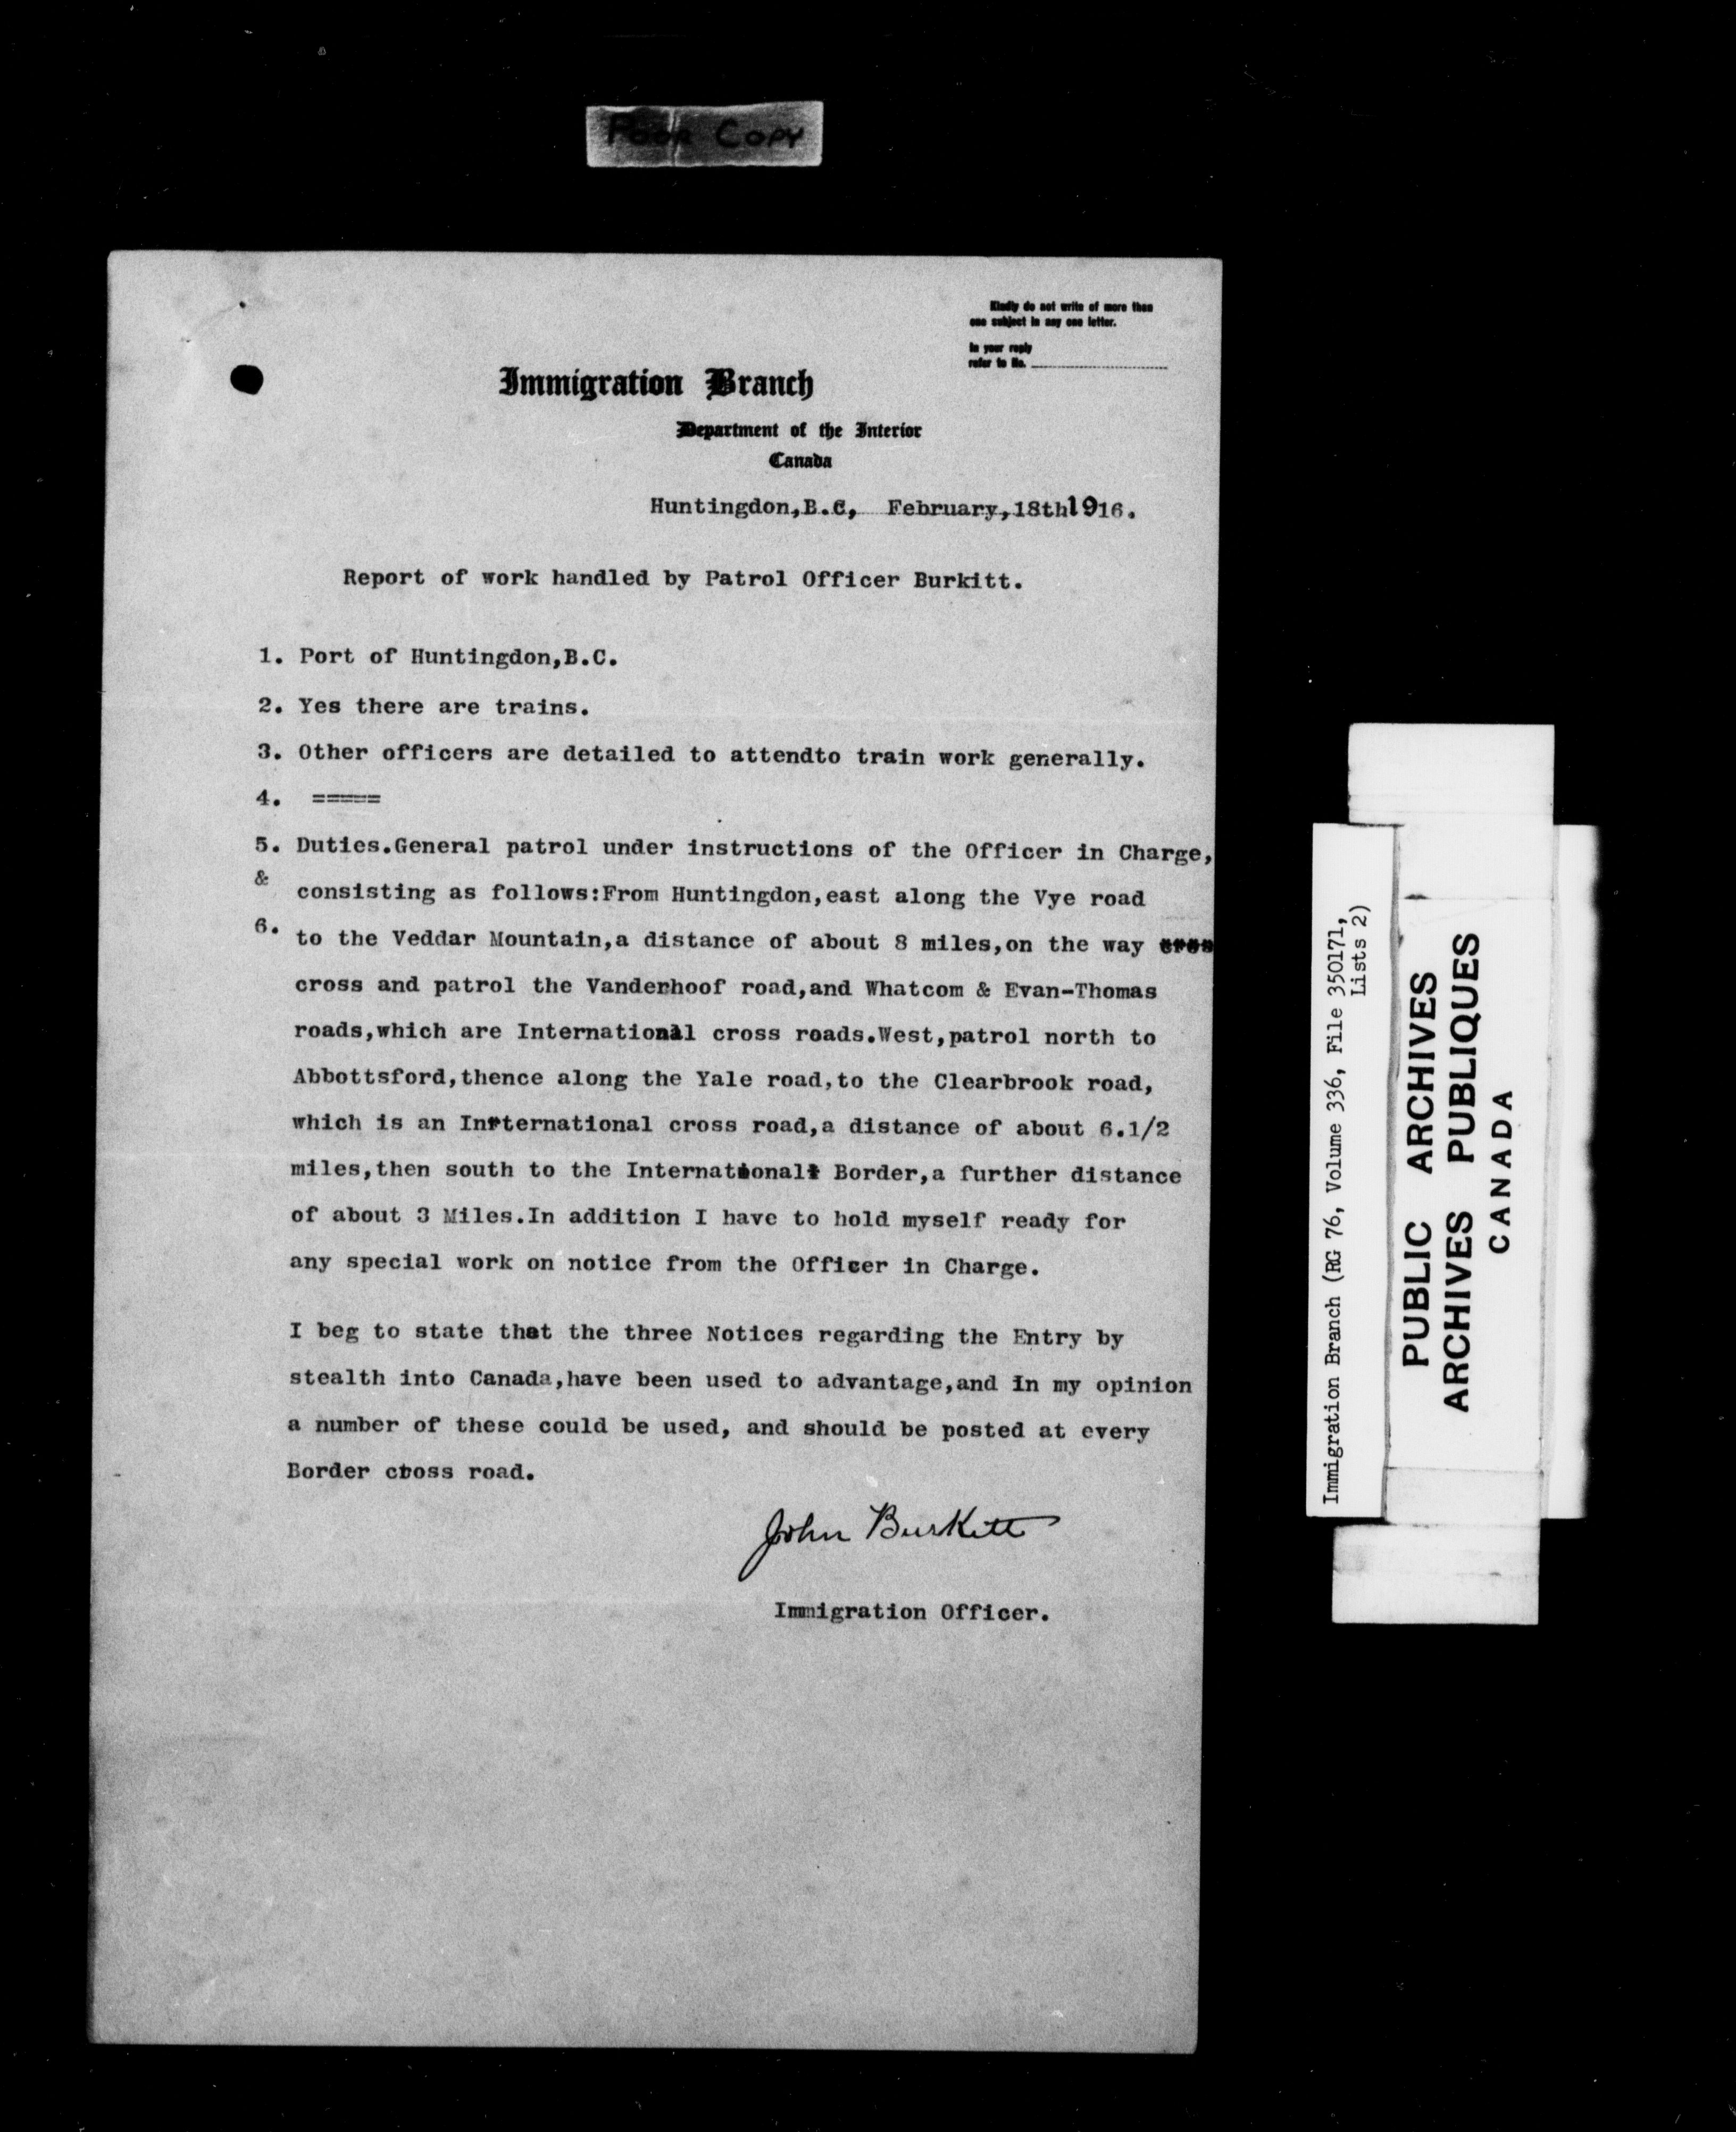 Poor Copy
Kindly do not write of more than
one subject in any one letter.
In your reply
refer to No.
Immigration Branch
Department of the Interior
Canada
Huntingdon,B.C, February,18th1916.
Report of work handled by Patrol Officer Burkitt.
1. Port of Huntingdon,B.C.
2. Yes there are trains.
3. Other officers are detailed to attendto train work generally.
4. =====
5. Duties.General patrol under instructions of the Officer in Charge,
& consisting as follows:From Huntingdon,east along the Vye road
6. to the Veddar Mountain,a distance of about 8 miles,on the way
cross and patrol the Vanderhoof road,and Whatcom & Evan-Thomas
roads,which are International cross roads.West,patrol north to
Abbottsford,thence along the Yale road,to the Clearbrook road,
which is an Inrternational cross road,a distance of about 6.1/2
miles,then south to the International Border,a further distance
of about 3 Miles.In addition I have to hold myself ready for
any special work on notice from the Officer in Charge.
I beg to state that the three Notices regarding the Entry by
stealth into Canada,have been used to advantage,and in my opinion
a number of these could be used, and should be posted at every
Border cross road.
John Burkitt
Immigration Officer.
Immigration Branch (RG 76, Volume 336, File 350171,
Lists 2)
PUBLIC ARCHIVES
ARCHIVES PUBLIQUES
CANADA